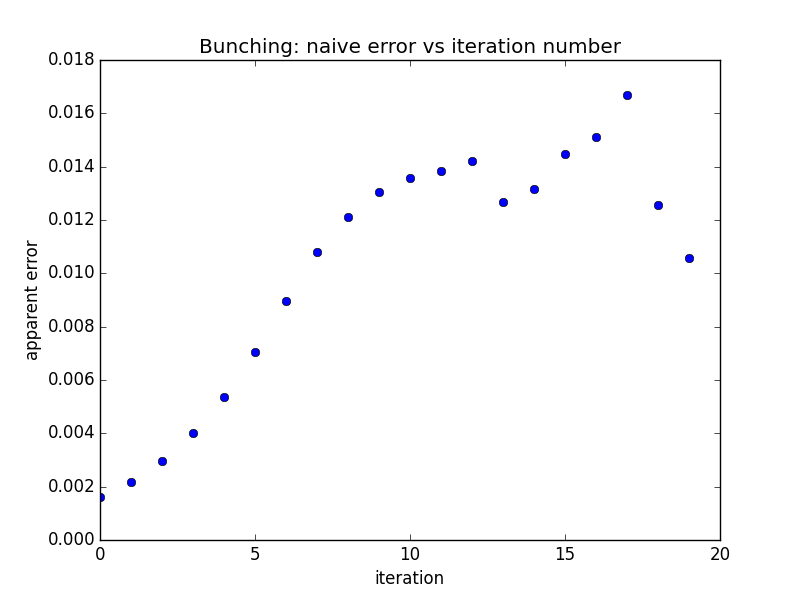 Bunching: naive error vs iteration number
0.018
0.016
0.014
0.012
0.010
0.008
0.006
0.004
0.002
0.000
apparent error
0 5 10 15 20
iteration